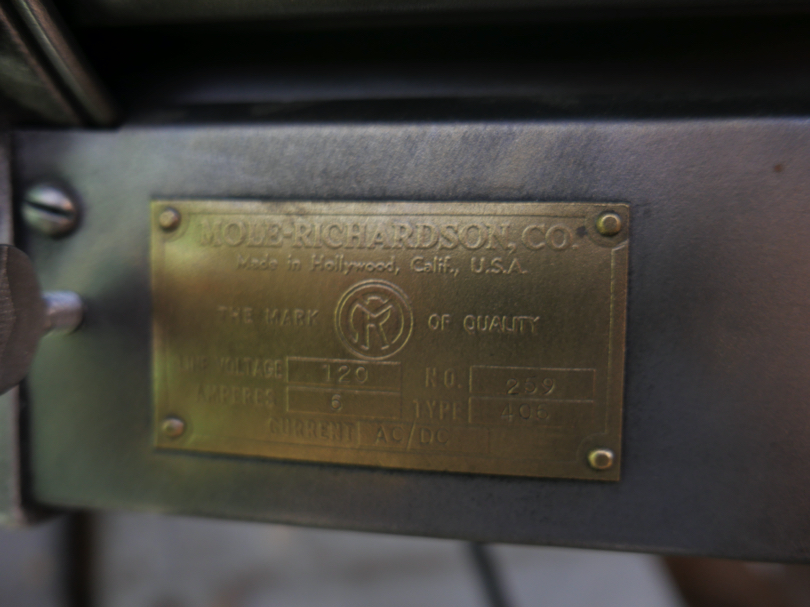 MOLE-RICHARDSON, CO.
Made in Hollywood, Calif., U.S.A.
THE MARK MR OF QUALITY
VOLTAGE 120 NO. 259
AMPERES TYPE
CURRENT AC/DC